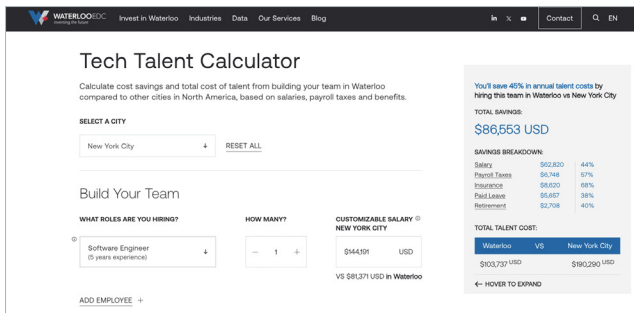 WATERLOOEDC
Inventing the future
Invest in Waterloo Industries Data Our Services Blog
in X Contact EN
Tech Talent Calculator
Calculate cost savings and total cost of talent from building your team in Waterloo
compared to other cities in North America, based on salaries, payroll taxes and benefits.
SELECT A CITY
New York City
RESET ALL
Build Your Team
WHAT ROLES ARE YOU HIRING?
HOW MANY?
CUSTOMIZABLE SALARY
NEW YORK CITY
Software Engineer
(5 years experience)
— 1 +
$144,191 USD
VS $81,371 USD in Waterloo
ADD EMPLOYEE +
You'll save 45% in annual talent costs by
hiring this team in Waterloo vs New York City
TOTAL SAVINGS:
$86,553 USD
SAVINGS BREAKDOWN:
Salary $62,820 44%
Payroll Taxes $6,748 57%
Insurance $8,620 68%
Paid Leave $5,657 38%
Retirement $2,708 40%
TOTAL TALENT COST:
Waterloo VS New York City
$103,737 USD $190,290 USD
← HOVER TO EXPAND